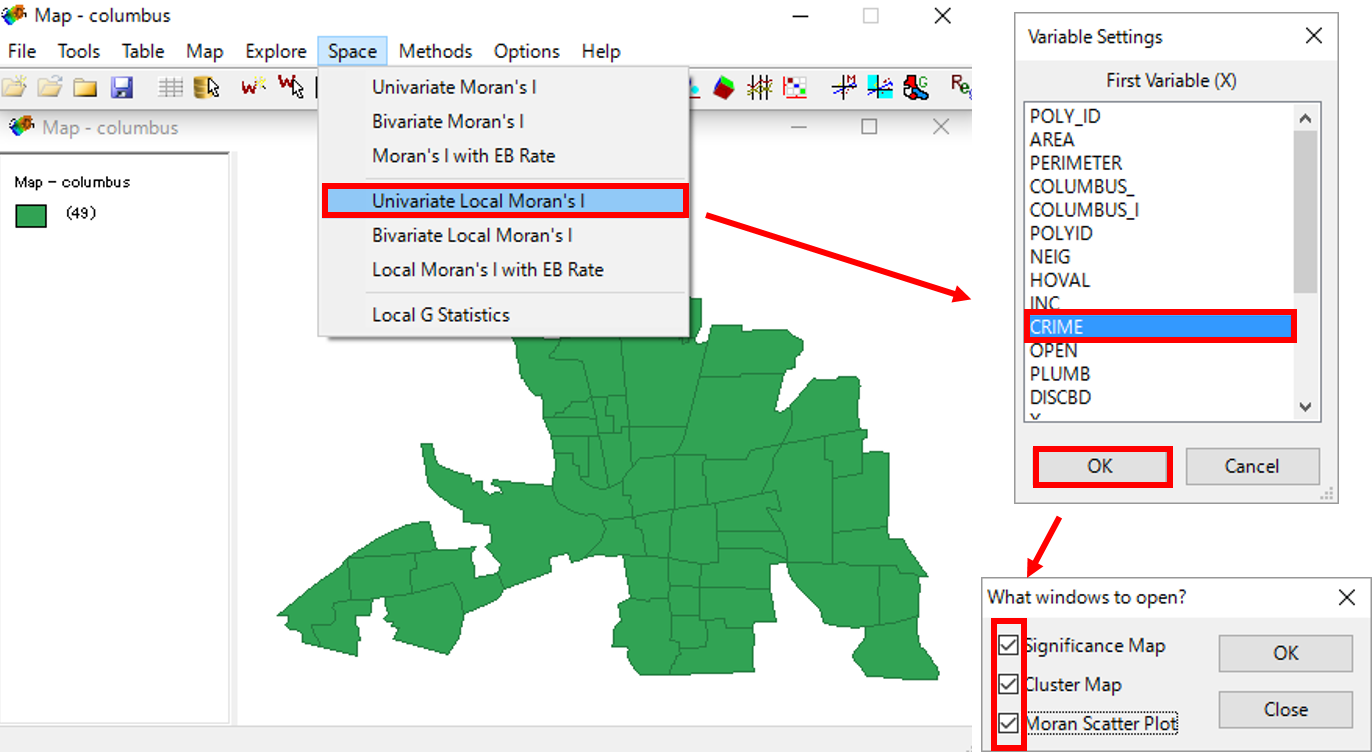 Map - columbus
File Tools Table Map Explore Space Methods Options Help
Univariate Moran's I
Bivariate Moran's I
Moran's I with EB Rate
Univariate Local Moran's I
Bivariate Local Moran's I
Local Moran's I with EB Rate
Local G Statistics
Map - columbus
Map - columbus
(49)
Variable Settings
First Variable (X)
POLY_ID
AREA
PERIMETER
COLUMBUS_
COLUMBUS_I
POLYID
NEIG
HOVAL
INC
CRIME
OPEN
PLUMB
DISCBD
OK Cancel
What windows to open?
Significance Map
Cluster Map
Moran Scatter Plot
OK
Close